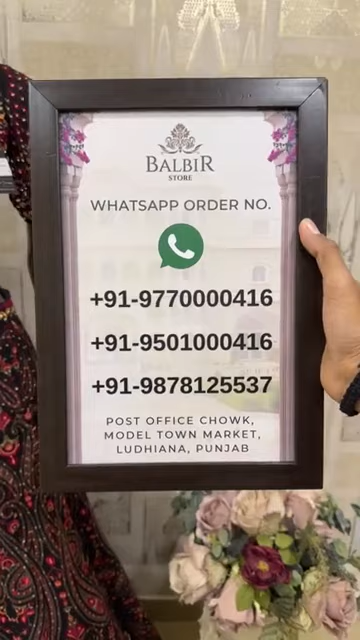 BALBIR
STORE
WHATSAPP ORDER NO.
+91-9770000416
+91-9501000416
+91-9878125537
POST OFFICE CHOWK,
MODEL TOWN MARKET,
LUDHIANA, PUNJAB